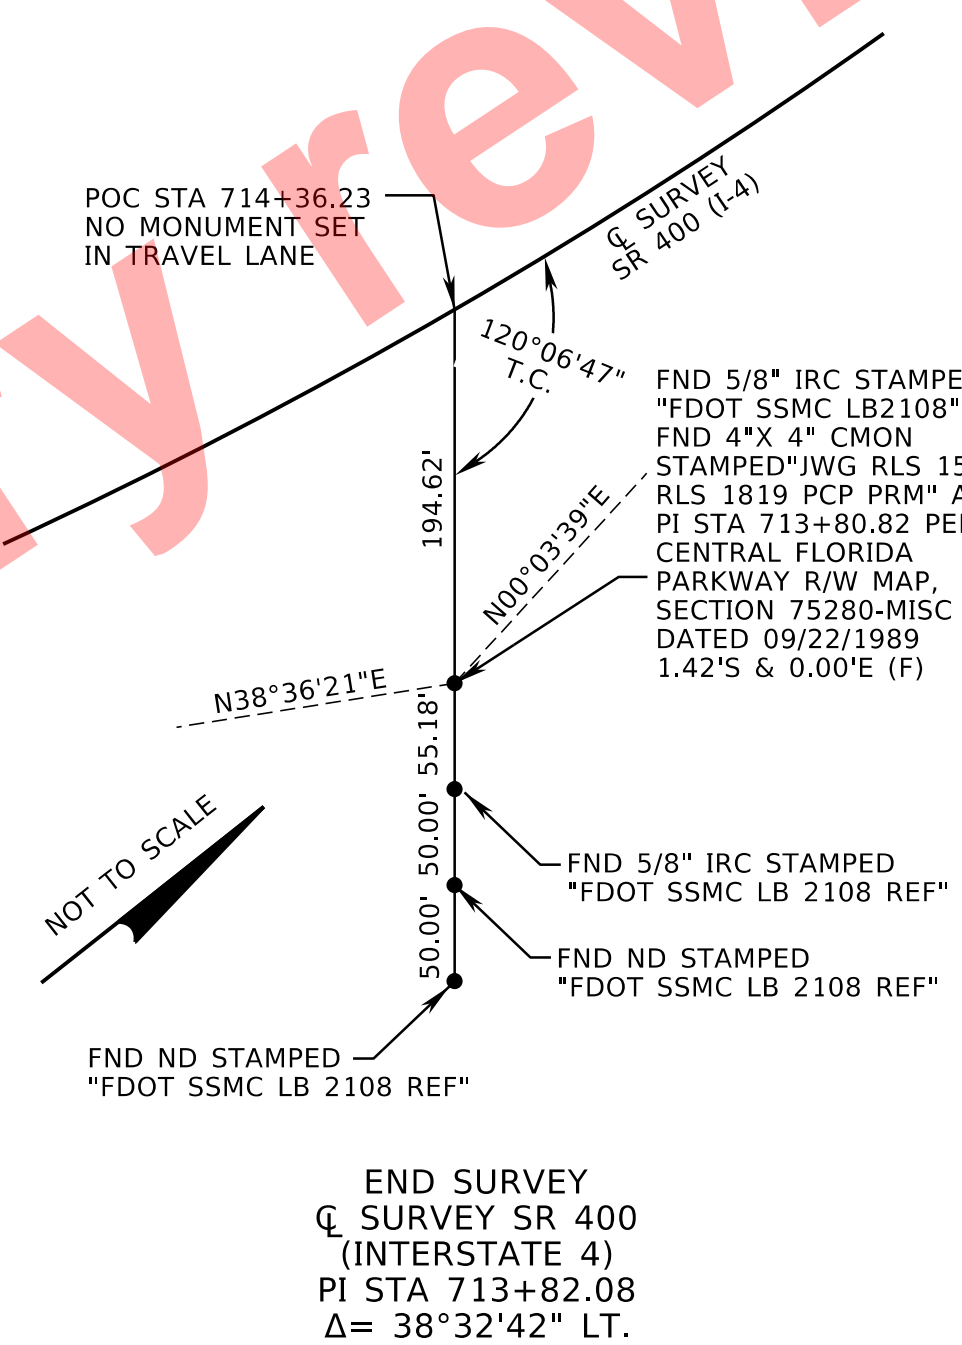 ry revi
POC STA 714+36.23
NO MONUMENT SET
IN TRAVEL LANE
℄ SURVEY
SR 400 (I-4)
120°06'47"
T.C.
194.62'
FND 5/8" IRC STAMPE
"FDOT SSMC LB2108"
FND 4"X 4" CMON
STAMPED"JWG RLS 15
RLS 1819 PCP PRM" A
PI STA 713+80.82 PE
CENTRAL FLORIDA
PARKWAY R/W MAP,
SECTION 75280-MISC
DATED 09/22/1989
1.42'S & 0.00'E (F)
N00°03'39"E
N38°36'21"E
55.18'
50.00'
50.00'
NOT TO SCALE
FND 5/8" IRC STAMPED
"FDOT SSMC LB 2108 REF"
FND ND STAMPED
"FDOT SSMC LB 2108 REF"
FND ND STAMPED
"FDOT SSMC LB 2108 REF"
END SURVEY
℄ SURVEY SR 400
(INTERSTATE 4)
PI STA 713+82.08
Δ= 38°32'42" LT.